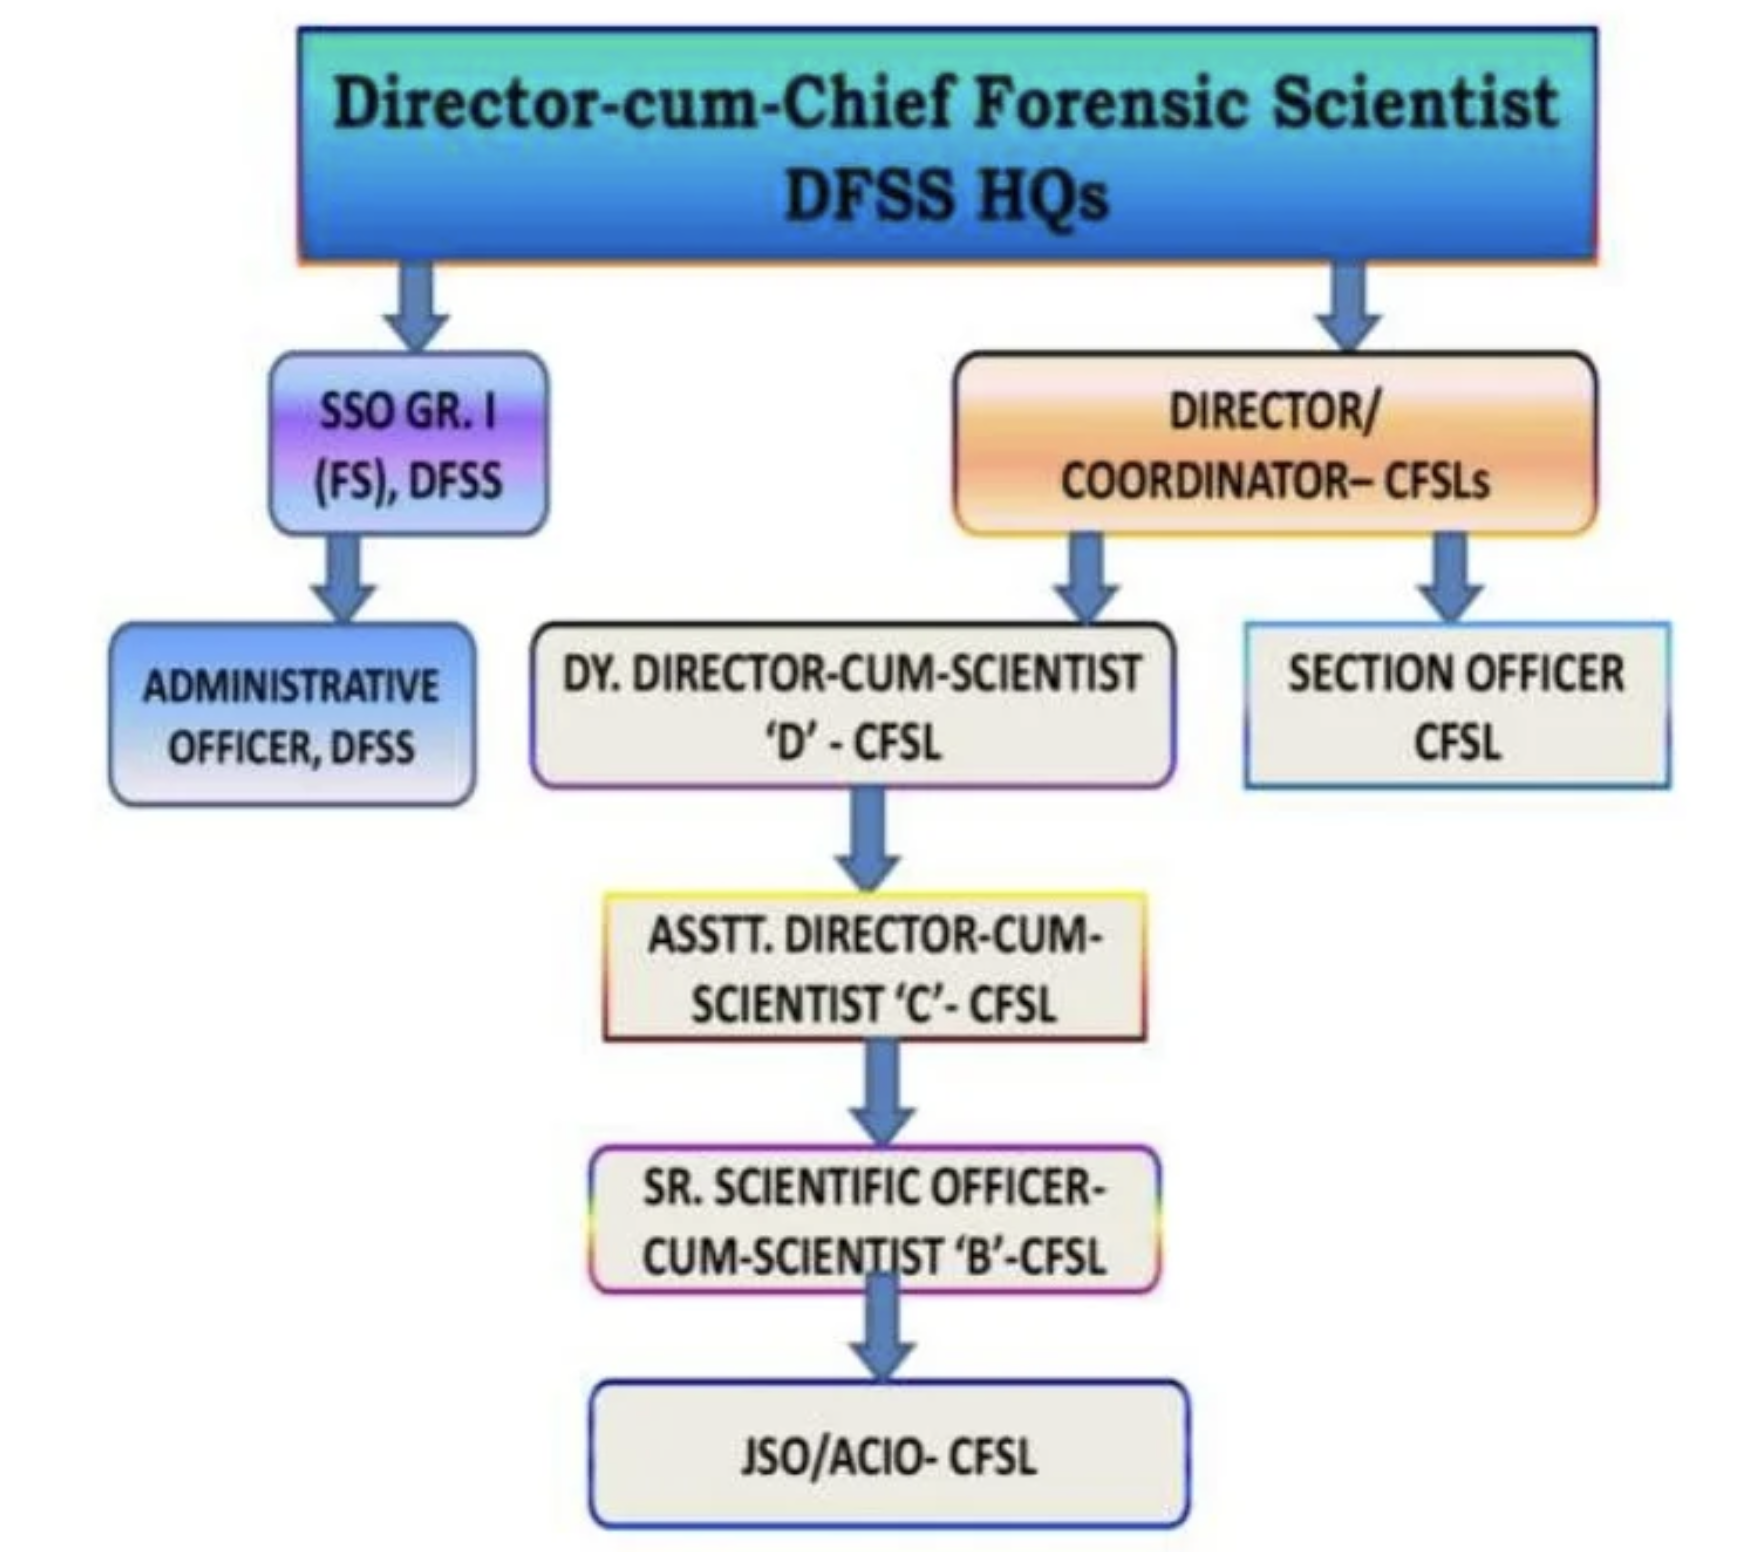 Director-cum-Chief Forensic Scientist
DFSS HQs
SSO GR. I
(FS), DFSS
DIRECTOR/
COORDINATOR– CFSLs
ADMINISTRATIVE
OFFICER, DFSS
DY. DIRECTOR-CUM-SCIENTIST
‘D’ - CFSL
SECTION OFFICER
CFSL
ASSTT. DIRECTOR-CUM-
SCIENTIST ‘C’- CFSL
SR. SCIENTIFIC OFFICER-
CUM-SCIENTIST ‘B’-CFSL
JSO/ACIO- CFSL